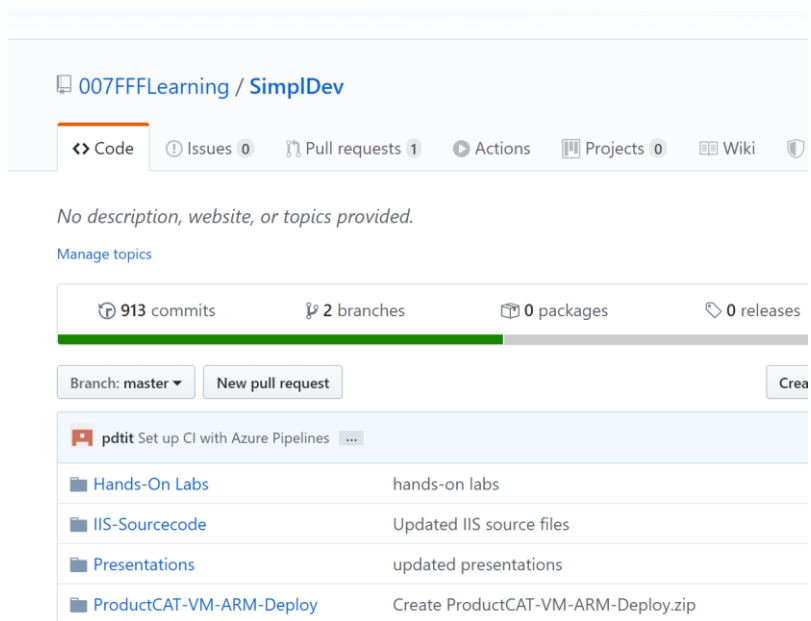 007FFFLearning / SimplDev
Code Issues 0 Pull requests 1 Actions Projects 0 Wiki
No description, website, or topics provided.
Manage topics
913 commits 2 branches 0 packages 0 releases
Branch: master New pull request Crea
pdtit Set up CI with Azure Pipelines ...
Hands-On Labs hands-on labs
IIS-Sourcecode Updated IIS source files
Presentations updated presentations
ProductCAT-VM-ARM-Deploy Create ProductCAT-VM-ARM-Deploy.zip